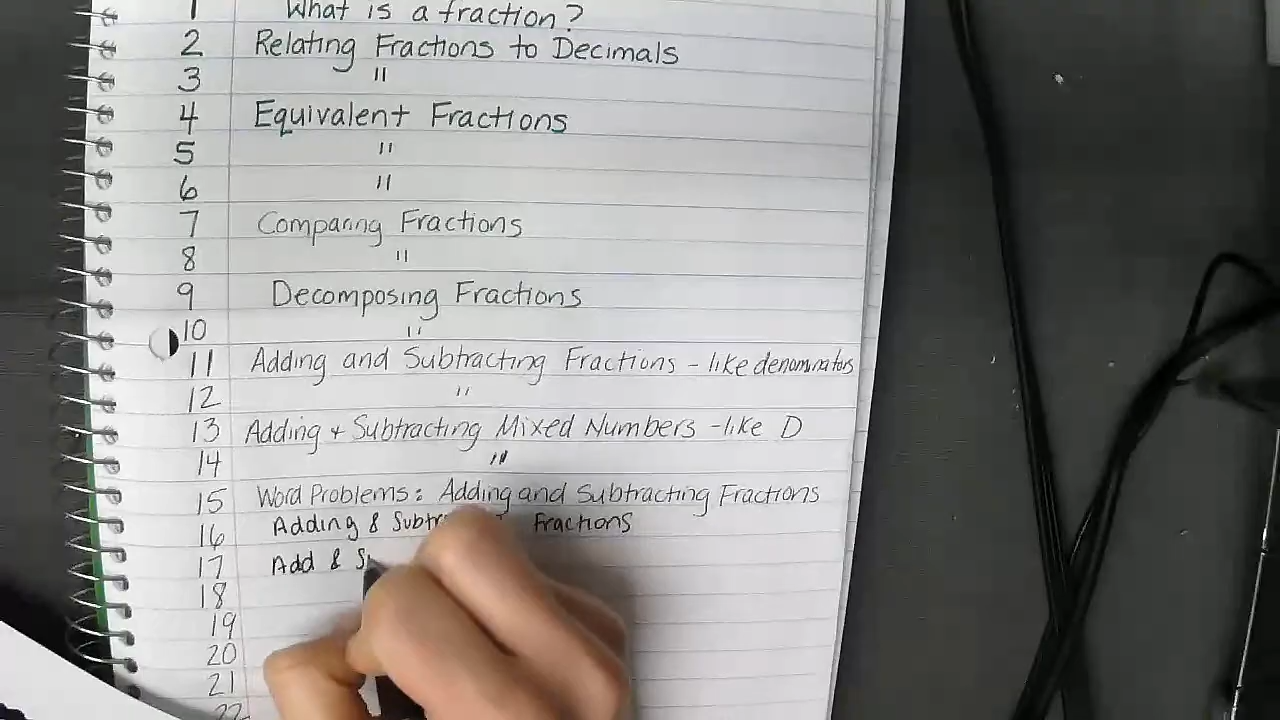 1 What is a fraction?
2 Relating Fractions to Decimals
3 "
4 Equivalent Fractions
5 "
6 "
7 Comparing Fractions
8 "
9 Decomposing Fractions
10 "
11 Adding and Subtracting Fractions - like denominators
12 "
13 Adding + Subtracting Mixed Numbers - like D
14 "
15 Word Problems: Adding and Subtracting Fractions
16 Adding & Fractions
17 Add &
18
19
20
21
22